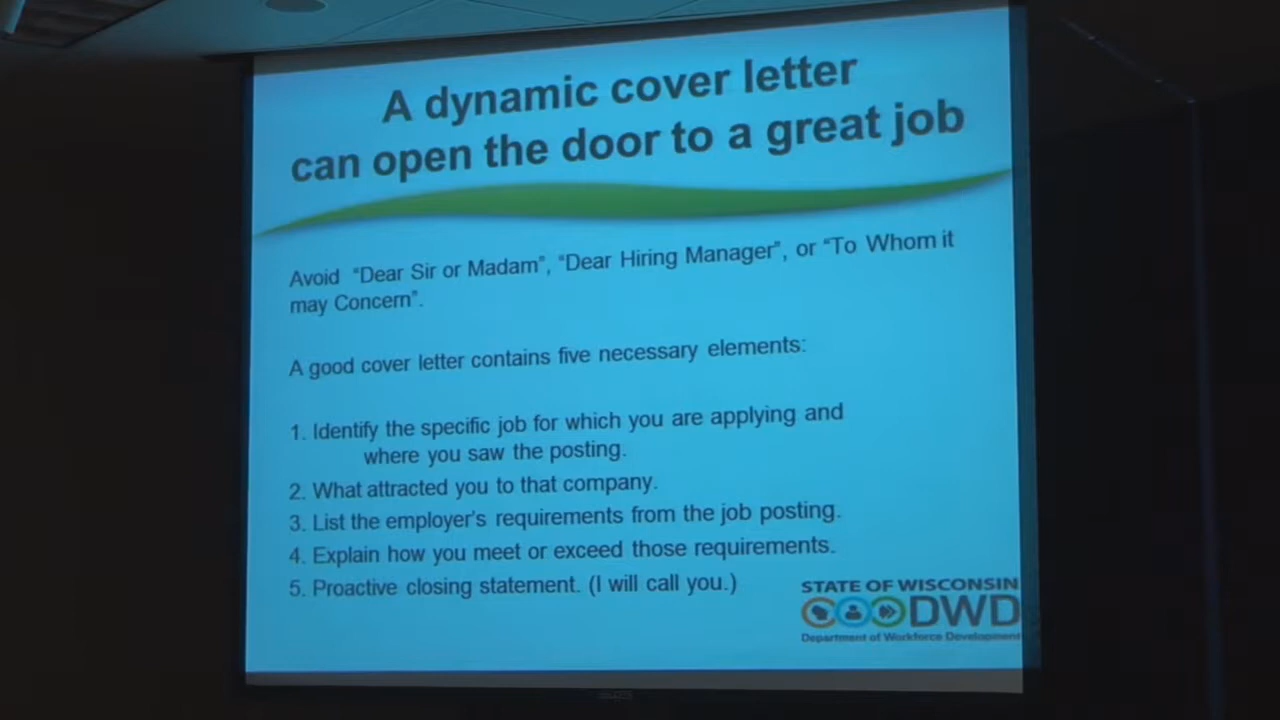 A dynamic cover letter
can open the door to a great job
Avoid "Dear Sir or Madam", "Dear Hiring Manager", or "To Whom it
may Concern".
A good cover letter contains five necessary elements:
1. Identify the specific job for which you are applying and
where you saw the posting.
2. What attracted you to that company.
3. List the employer's requirements from the job posting.
4. Explain how you meet or exceed those requirements.
5. Proactive closing statement. (I will call you.)
STATE OF WISCONSIN
DWD
Department of Workforce Development